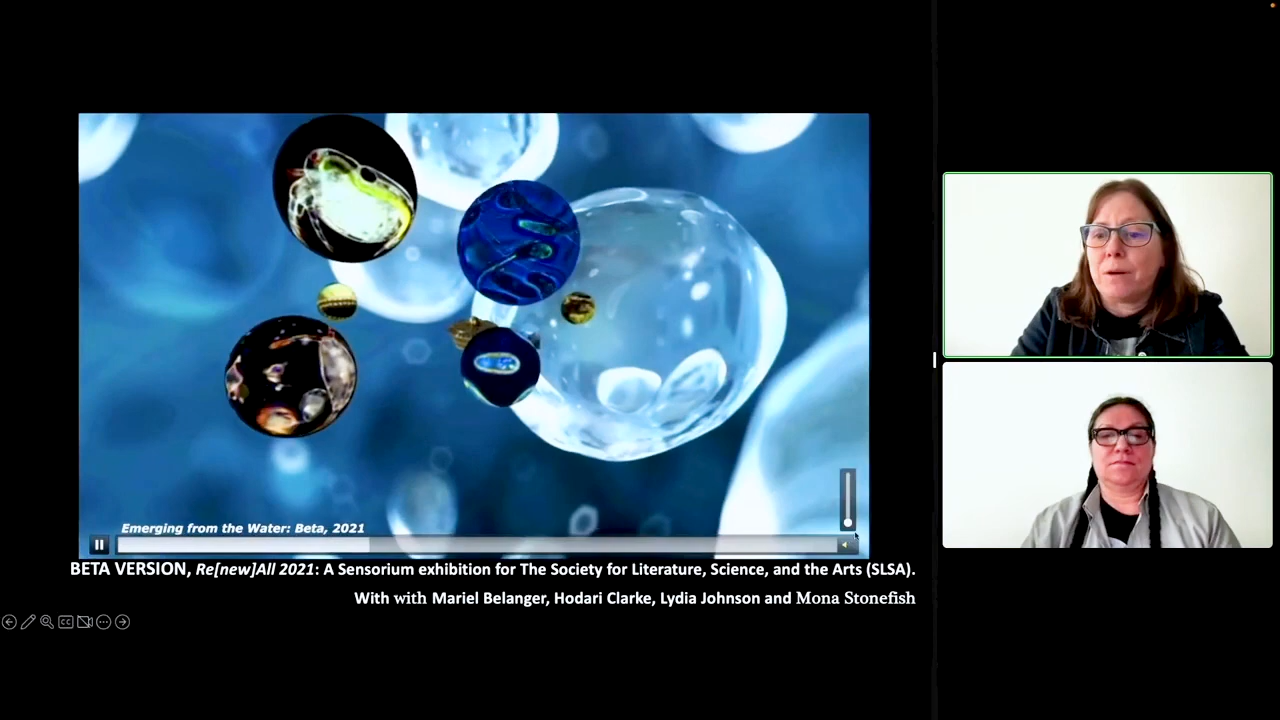 Emerging from the Water: Beta, 2021
BETA VERSION, Re[new]All 2021: A Sensorium exhibition for The Society for Literature, Science, and the Arts (SLSA).
With with Mariel Belanger, Hodari Clarke, Lydia Johnson and Mona Stonefish
CC